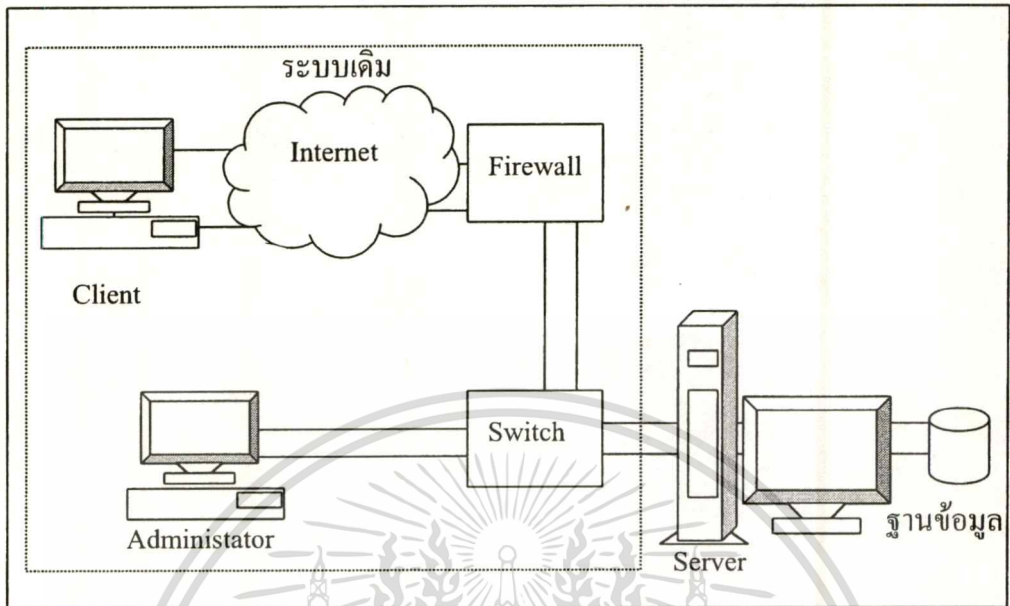 ระบบเดิม
Internet
Firewall
Client
Switch
Administator
Server
ฐานข้อมูล